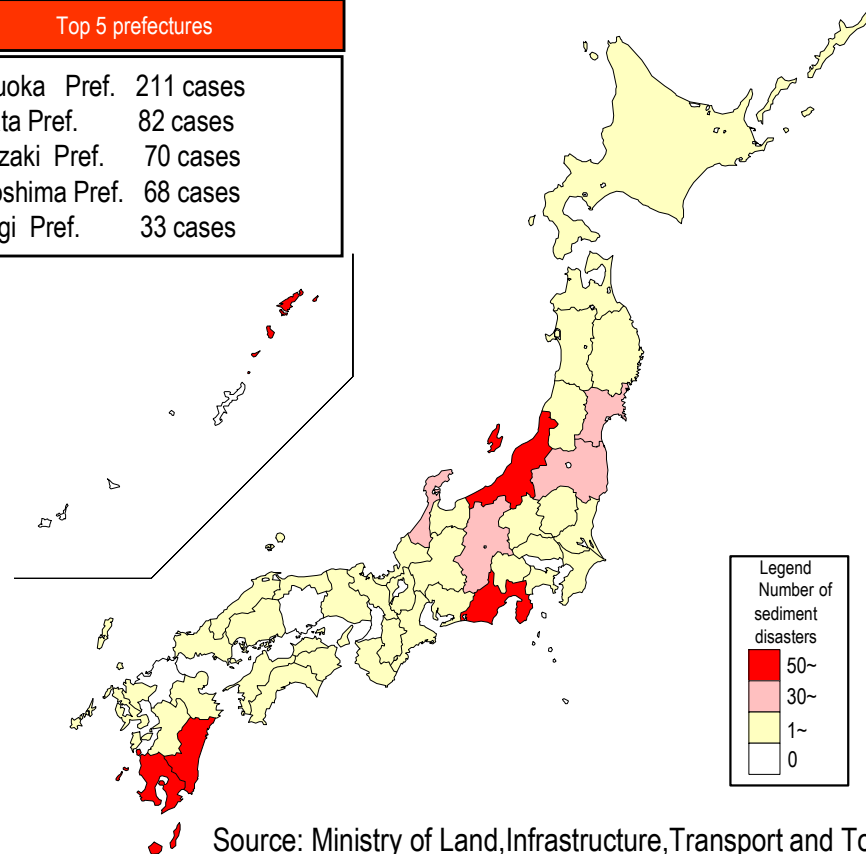 Top 5 prefectures
uoka Pref. 211 cases
ta Pref. 82 cases
zaki Pref. 70 cases
oshima Pref. 68 cases
gi Pref. 33 cases
Legend
Number of
sediment
disasters
50~
30~
1~
0
Source: Ministry of Land,Infrastructure,Transport and To